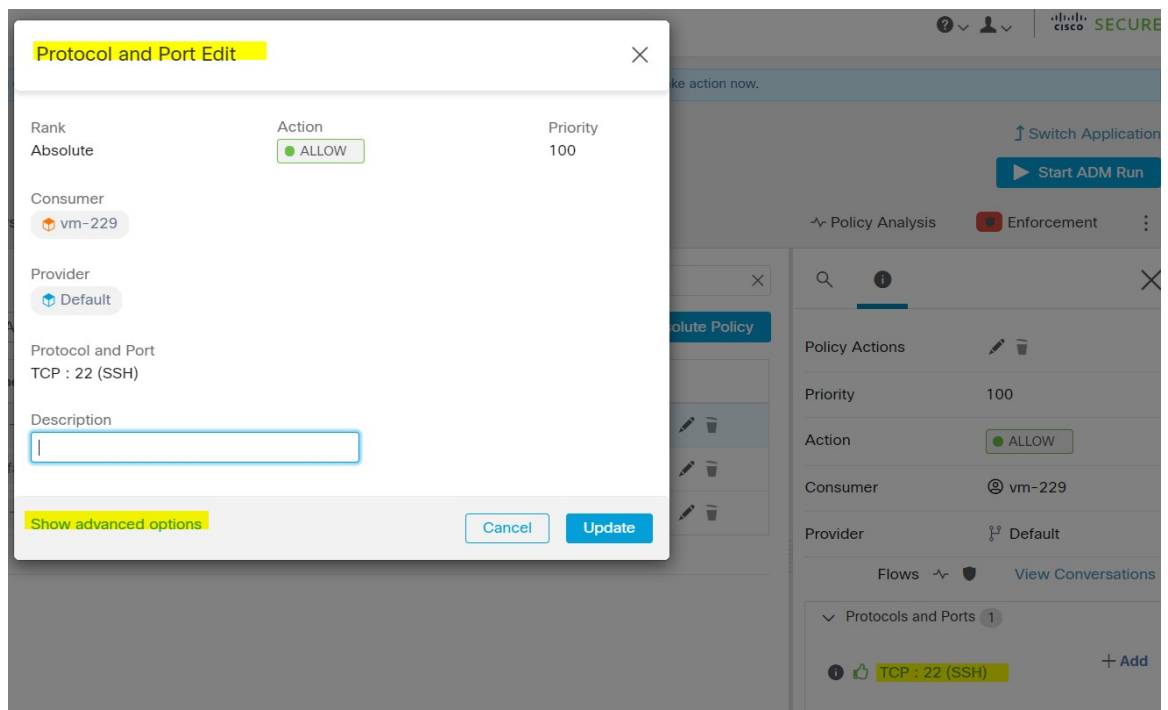 Protocol and Port Edit
Rank
Action
Priority
Absolute
ALLOW
100
Consumer
vm-229
Provider
Default
Protocol and Port
TCP : 22 (SSH)
Description
Show advanced options
Cancel
Update
cisco SECURE
ke action now.
Switch Application
Start ADM Run
Policy Analysis
Enforcement
olute Policy
Policy Actions
Priority
100
Action
ALLOW
Consumer
vm-229
Provider
Default
Flows
View Conversations
Protocols and Ports 1
+ Add
TCP : 22 (SSH)